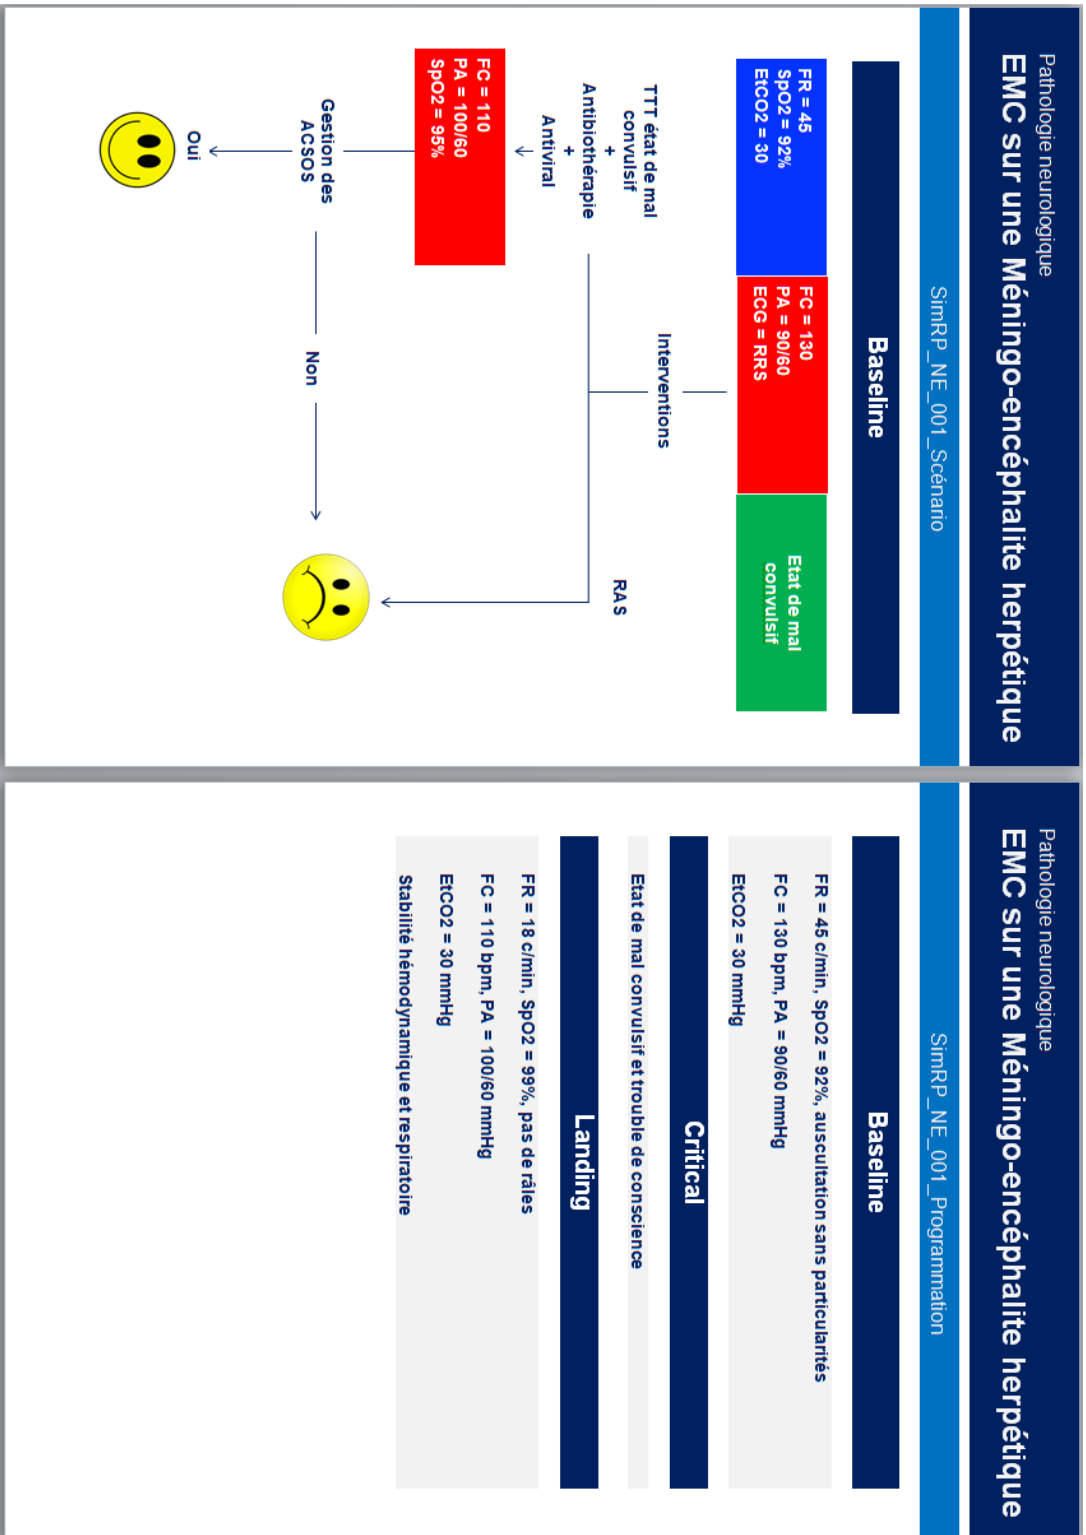 Pathologie neurologique
EMC sur une Méningo-encéphalite herpétique
SimRP_NE_001_Scénario
Baseline
FR = 45
SpO2 = 92%
EtCO2 = 30
FC = 130
PA = 90/60
ECG = RRS
Etat de mal
convulsif
Interventions
TTT état de mal
convulsif
+
Antibiothérapie
+
Antiviral
RAS
FC = 110
PA = 100/60
SpO2 = 95%
Gestion des
ACSOS
Non
Oui
Pathologie neurologique
EMC sur une Méningo-encéphalite herpétique
SimRP_NE_001_Programmation
Baseline
FR = 45 c/min, SpO2 = 92%, auscultation sans particularités
FC = 130 bpm, PA = 90/60 mmHg
EtCO2 = 30 mmHg
Critical
Etat de mal convulsif et trouble de conscience
Landing
FR = 18 c/min, SpO2 = 99%, pas de râles
FC = 110 bpm, PA = 100/60 mmHg
EtCO2 = 30 mmHg
Stabilité hémodynamique et respiratoire